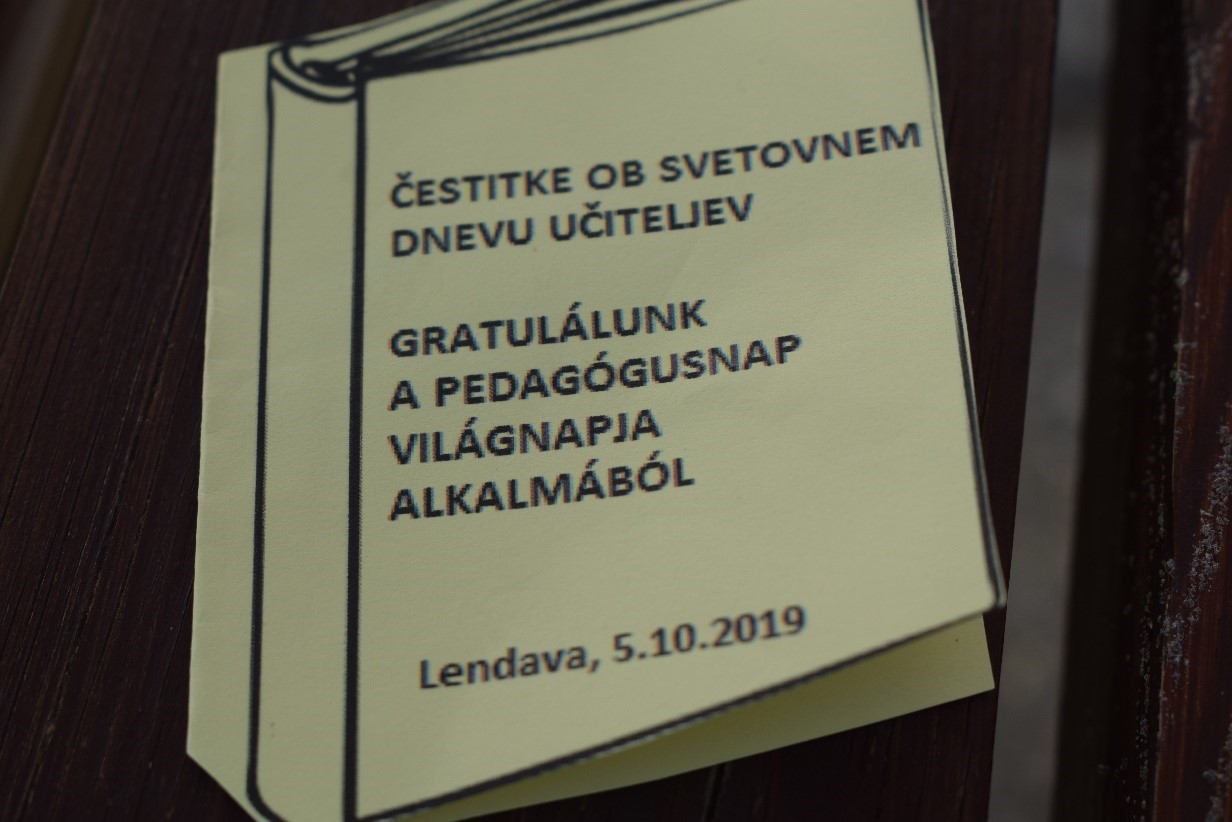 ČESTITKE OB SVETOVNEM
DNEVU UČITELJEV
GRATULÁLUNK
A PEDAGÓGUSNAP
VILÁGNAPJA
ALKALMÁBÓL
Lendava, 5.10.2019